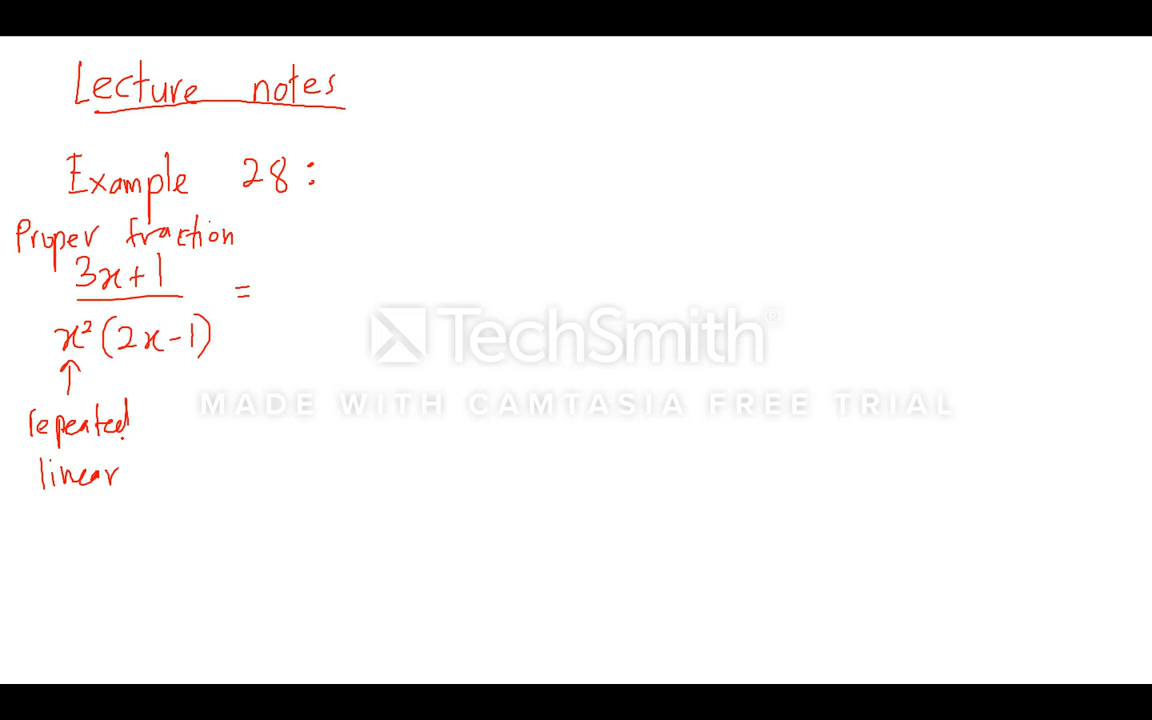 Lecture notes
Example 28:
Proper fraction
3x+1
=
x²(2x-1)
↑
repeated
linear
TechSmith®
MADE WITH CAMTASIA FREE TRIAL